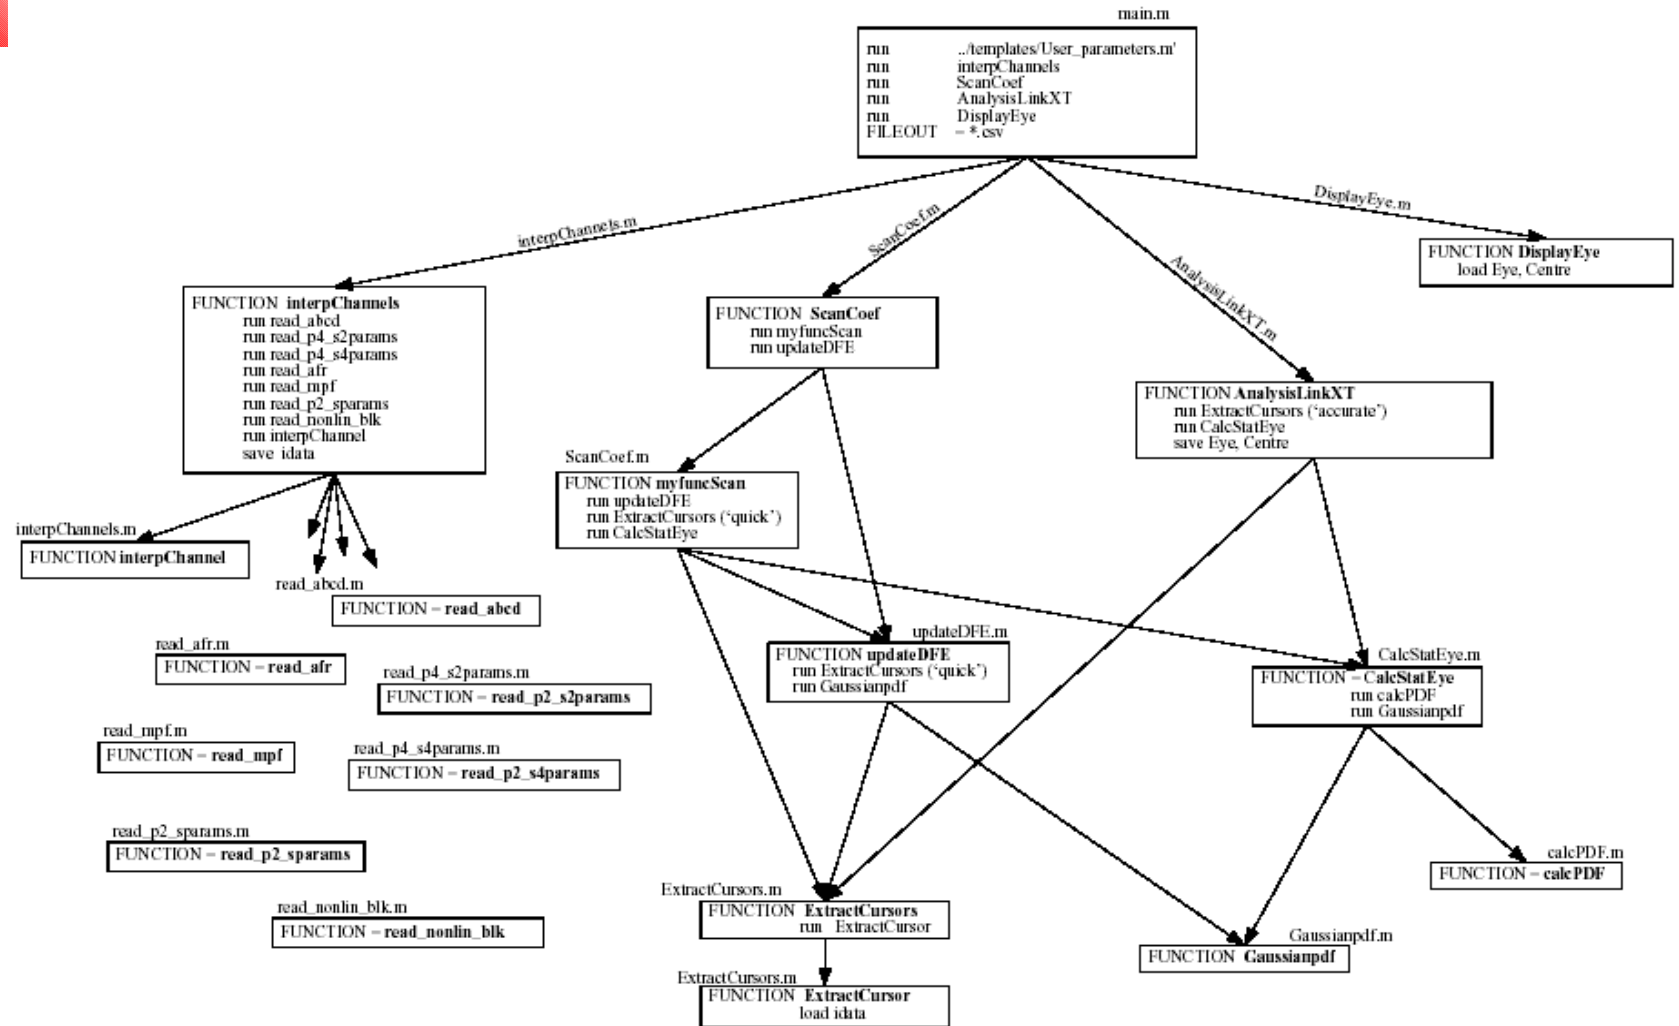 main.m
run ../templates/User_parameters.m'
run interpChannels
run ScanCoef
run AnalysisLinkXT
run DisplayEye
FILEOUT = *.csv
interpChannels.m
ScanCoef.m
AnalysisLinkXT.m
DisplayEye.m
FUNCTION DisplayEye
load Eye, Centre
FUNCTION interpChannels
run read_abcd
run read_p4_s2params
run read_p4_s4params
run read_afr
run read_mpf
run read_p2_sparams
run read_nonlin_blk
run interpChannel
save idata
FUNCTION ScanCoef
run myfuncScan
run updateDFE
FUNCTION AnalysisLinkXT
run ExtractCursors (‘accurate’)
run CalcStatEye
save Eye, Centre
ScanCoef.m
FUNCTION myfuncScan
run updateDFE
run ExtractCursors (‘quick’)
run CalcStatEye
interpChannels.m
FUNCTION interpChannel
read_abcd.m
FUNCTION = read_abcd
read_afr.m
FUNCTION = read_afr
read_p4_s2params.m
FUNCTION = read_p2_s2params
read_mpf.m
FUNCTION = read_mpf
read_p4_s4params.m
FUNCTION = read_p2_s4params
read_p2_sparams.m
FUNCTION = read_p2_sparams
read_nonlin_blk.m
FUNCTION = read_nonlin_blk
updateDFE.m
FUNCTION updateDFE
run ExtractCursors (‘quick’)
run Gaussianpdf
CalcStatEye.m
FUNCTION = CalcStatEye
run calcPDF
run Gaussianpdf
calcPDF.m
FUNCTION = calcPDF
ExtractCursors.m
FUNCTION ExtractCursors
run ExtractCursor
Gaussianpdf.m
FUNCTION Gaussianpdf
ExtractCursors.m
FUNCTION ExtractCursor
load idata